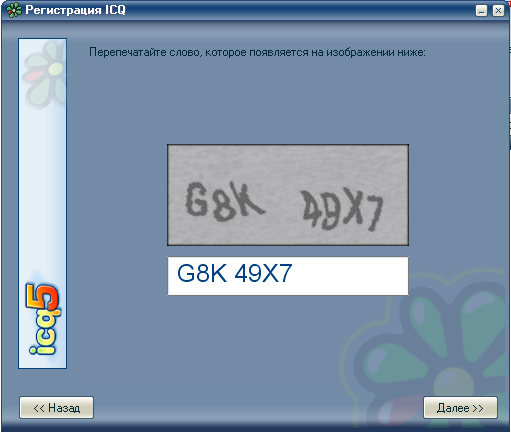 Регистрация ICQ
Перепечатайте слово, которое появляется на изображении ниже:
G8K 49X7
G8K 49X7
icq5
<< Назад
Далее >>